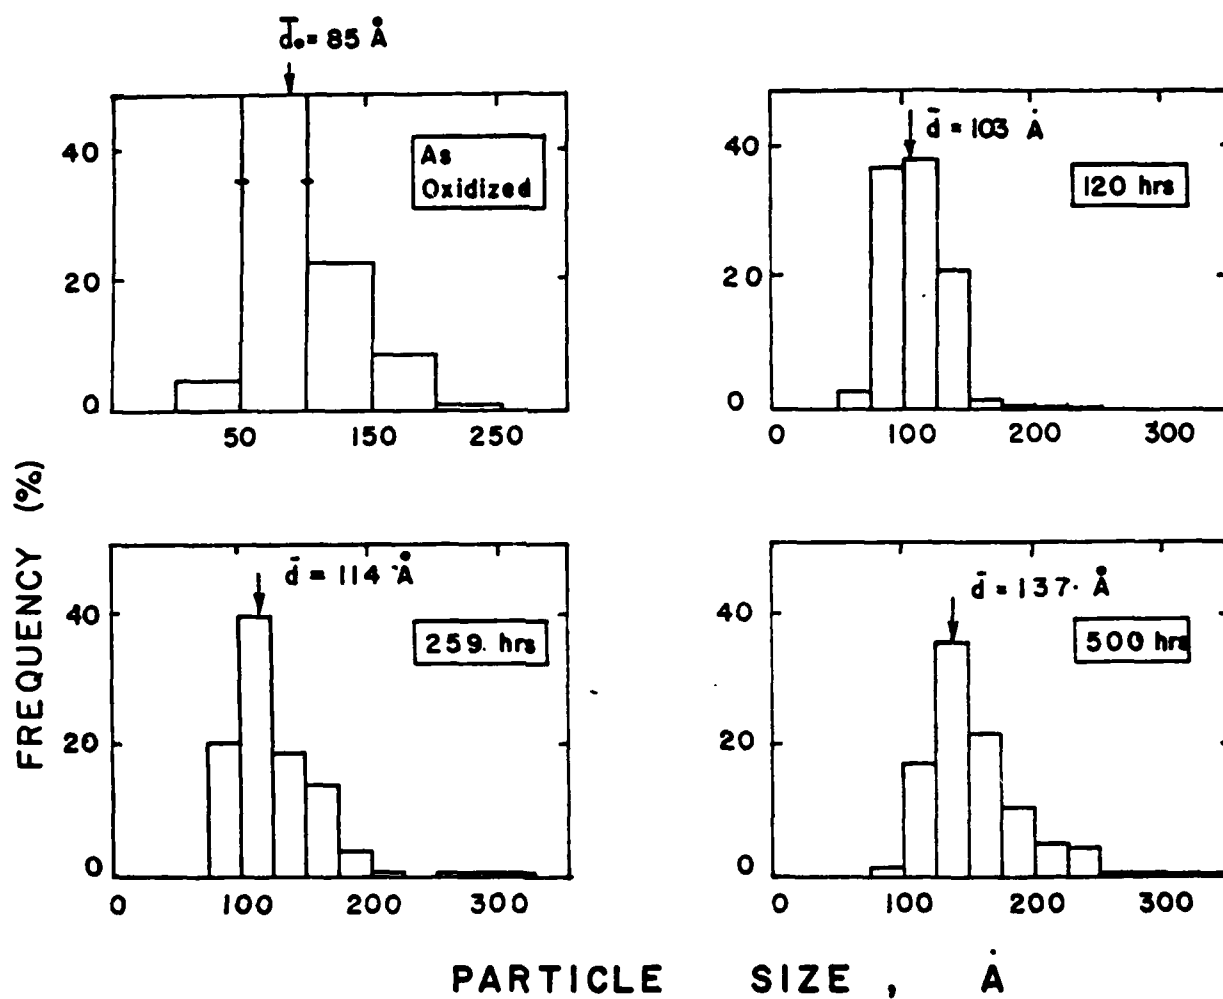 d̄₀ = 85 Å
40
20
0
As
Oxidized
50
150
250
d̄ = 103 Å
40
20
0
120 hrs
0
100
200
300
FREQUENCY (%)
d̄ = 114 Å
40
20
0
259. hrs
0
100
200
300
d̄ = 137. Å
40
20
0
500 hrs
0
100
200
300
PARTICLE SIZE , Å